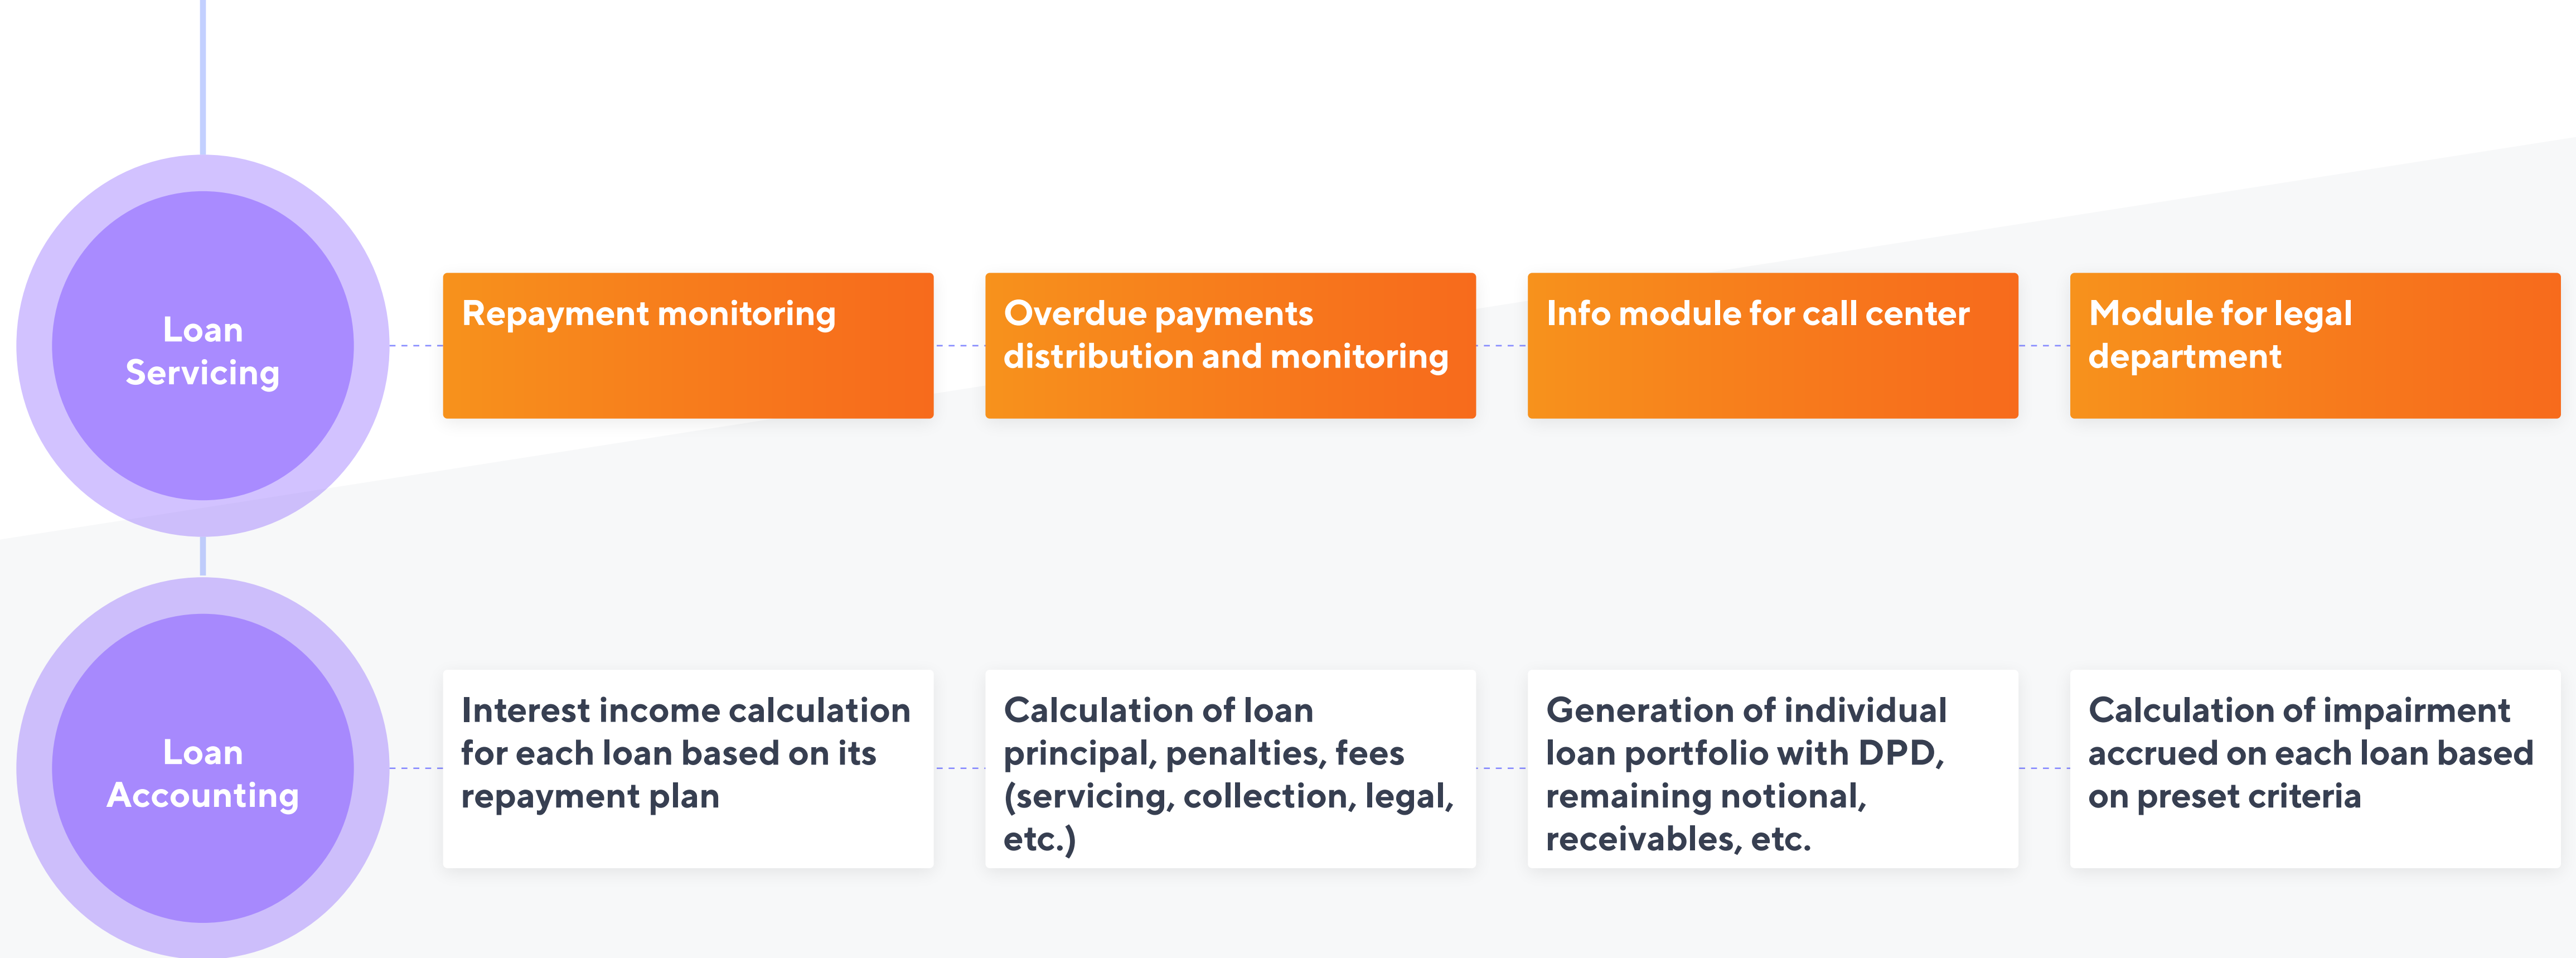 Loan
Servicing
Repayment monitoring
Overdue payments
distribution and monitoring
Info module for call center
Module for legal
department
Loan
Accounting
Interest income calculation
for each loan based on its
repayment plan
Calculation of loan
principal, penalties, fees
(servicing, collection, legal,
etc.)
Generation of individual
loan portfolio with DPD,
remaining notional,
receivables, etc.
Calculation of impairment
accrued on each loan based
on preset criteria